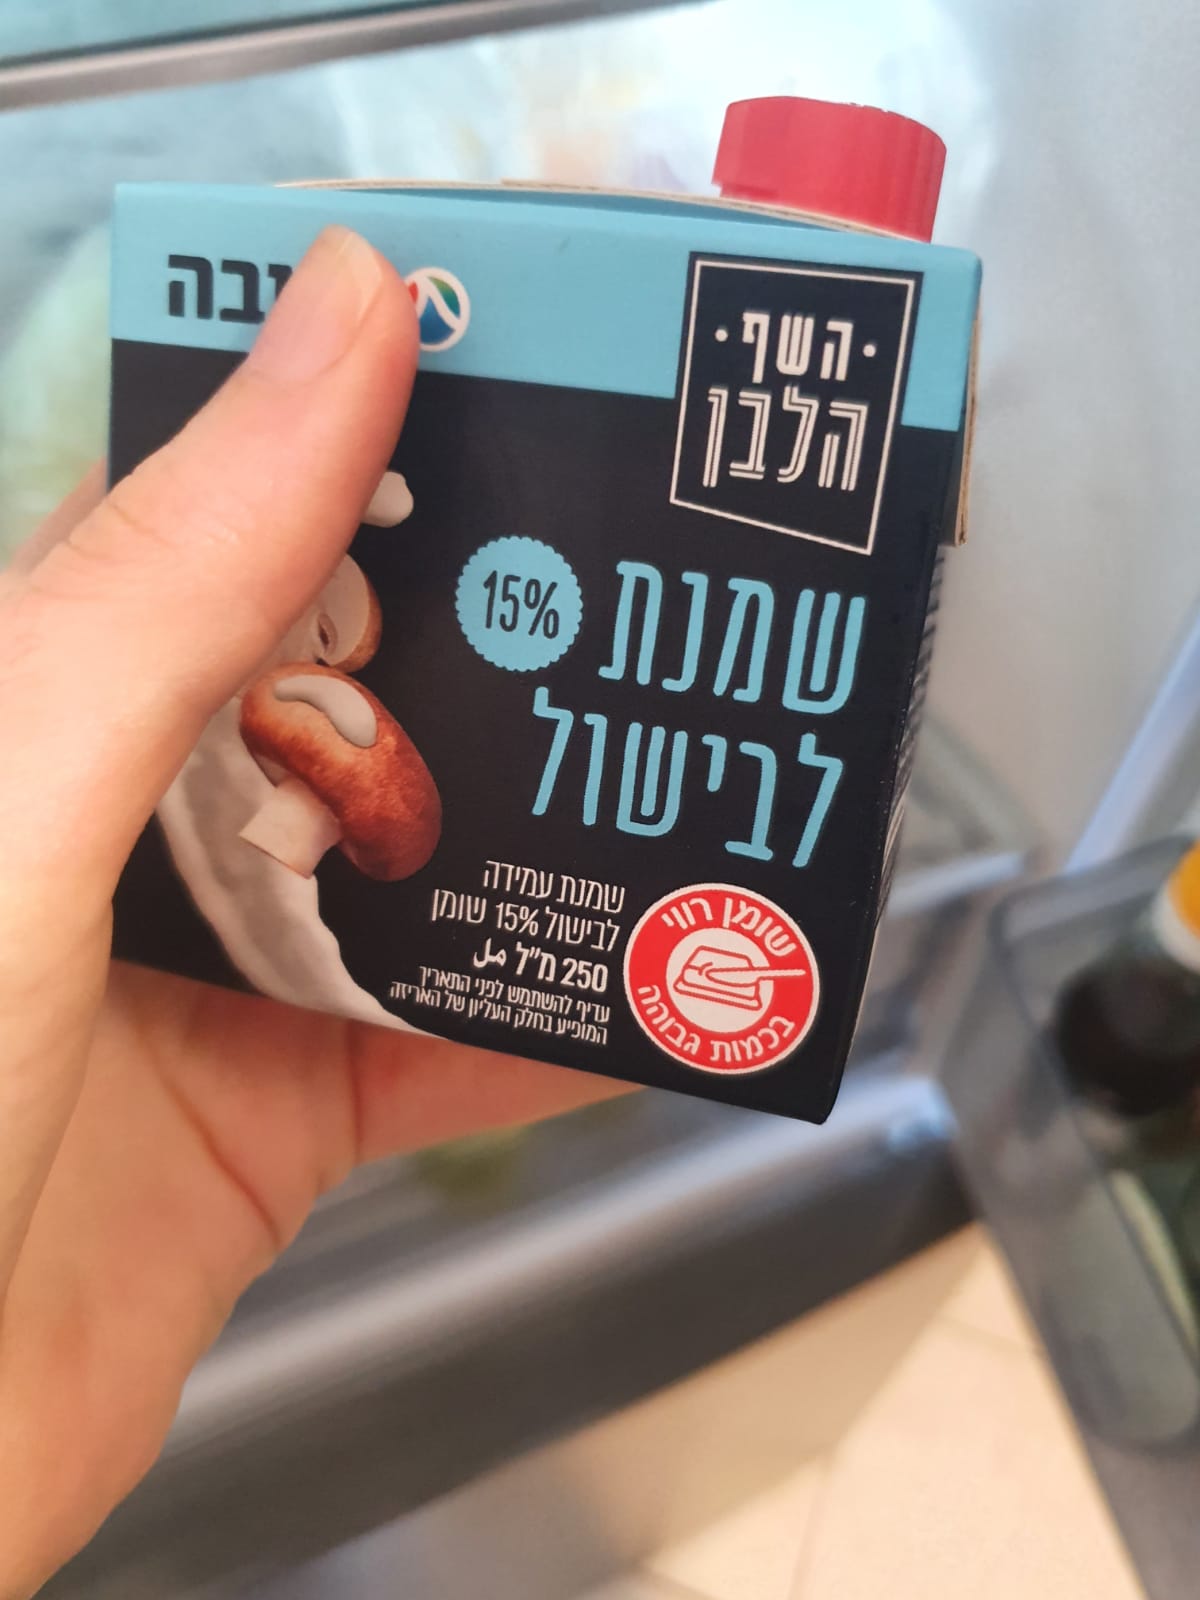 השף
הלבן
שמנת 15%
לבישול
שמנת עמידה
לבישול 15% שומן
250 מ"ל مل
עדיף להשתמש לפני התאריך
המופיע בחלק העליון של האריזה
שומן רווי
בכמות גבוהה